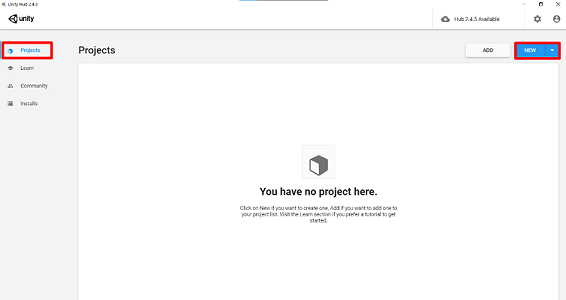 Unity Hub 2.4.3
unity
Hub 2.4.5 Available
Projects
Learn
Community
Installs
Projects
ADD
NEW
You have no project here.
Click on New if you want to create one, Add if you want to add one to
your project list. Visit the Learn section if you prefer a tutorial to get
started.